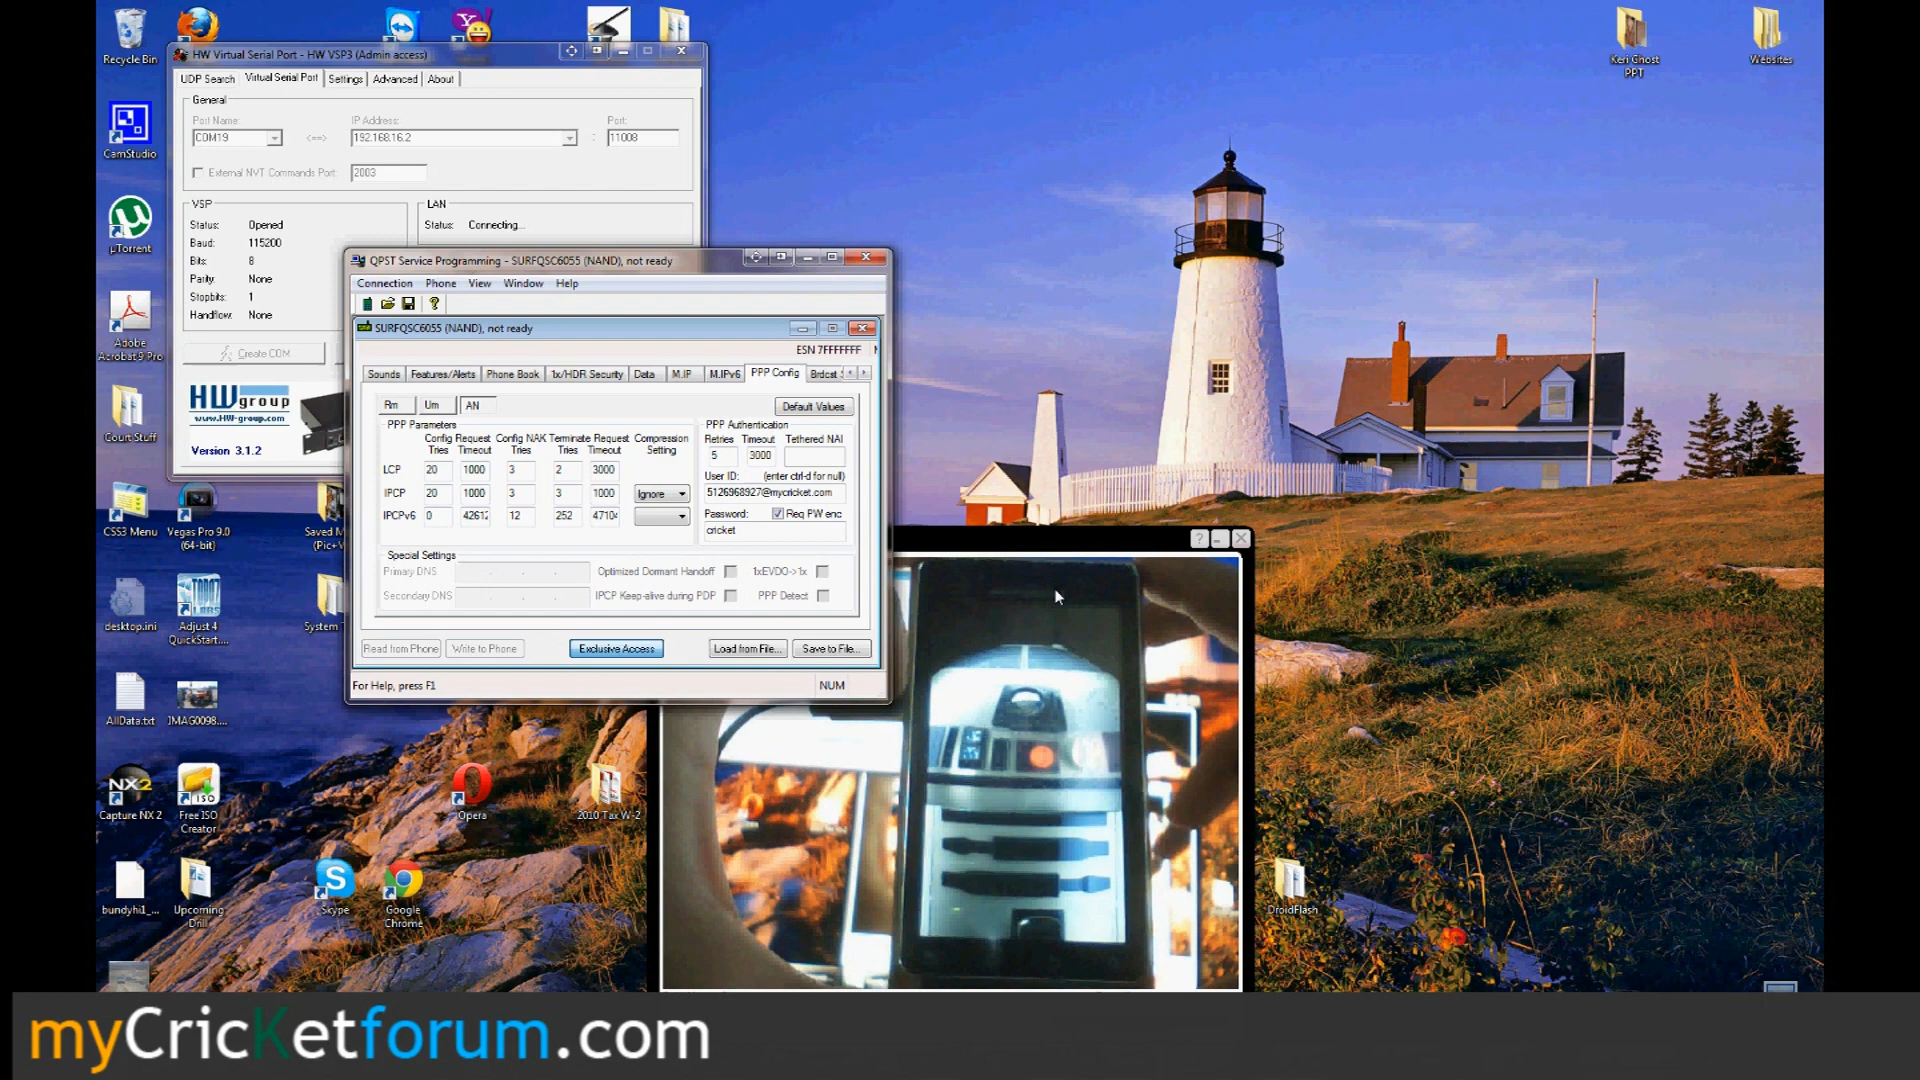 Recycle Bin
Keri Ghost
PPT
Websites
HW Virtual Serial Port - HW VSP3 (Admin access)
UDP Search Virtual Serial Port Settings Advanced About
General
Port Name: IP Address: Port:
COM19 <==> 192.168.16.2 : 11008
External NVT Commands Port: 2003
CamStudio
VSP
Status: Opened
Baud: 115200
Bits: 8
Parity: None
Stopbits: 1
Handflow: None
LAN
Status: Connecting...
Create COM
HWgroup
www.HW-group.com
Version 3.1.2
µTorrent
Adobe
Acrobat 9 Pro
Court Stuff
QPST Service Programming - SURFQSC6055 (NAND), not ready
Connection Phone View Window Help
SURFQSC6055 (NAND), not ready
ESN 7FFFFFFF
Sounds Features/Alerts Phone Book 1x/HDR Security Data M.IP M.IPv6 PPP Config Brdcst
Rm Um AN Default Values
PPP Parameters
Config Request Config NAK Terminate Request Compression
Tries Timeout Tries Tries Timeout Setting
LCP 20 1000 3 2 3000
IPCP 20 1000 3 3 1000 Ignore
IPCPv6 0 42612 12 252 4710
PPP Authentication
Retries Timeout Tethered NAI
5 3000
User ID: (enter ctrl-d for null)
5126968927@mycricket.com
Password: Req PW enc
cricket
Special Settings
Primary DNS . . . Optimized Dormant Handoff 1xEVDO->1x
Secondary DNS . . . IPCP Keep-alive during PDP PPP Detect
Read from Phone Write to Phone Exclusive Access Load from File... Save to File...
For Help, press F1 NUM
CSS3 Menu
Vegas Pro 9.0
(64-bit)
Saved M
(Pic+V
desktop.ini
Adjust 4
QuickStart....
System T
AllData.txt
IMAG0098....
Capture NX 2
Free ISO
Creator
Opera
2010 Tax W-2
bundyhi1_...
Upcoming
Drill
Skype
Google
Chrome
DroidFlash
myCricKetforum.com